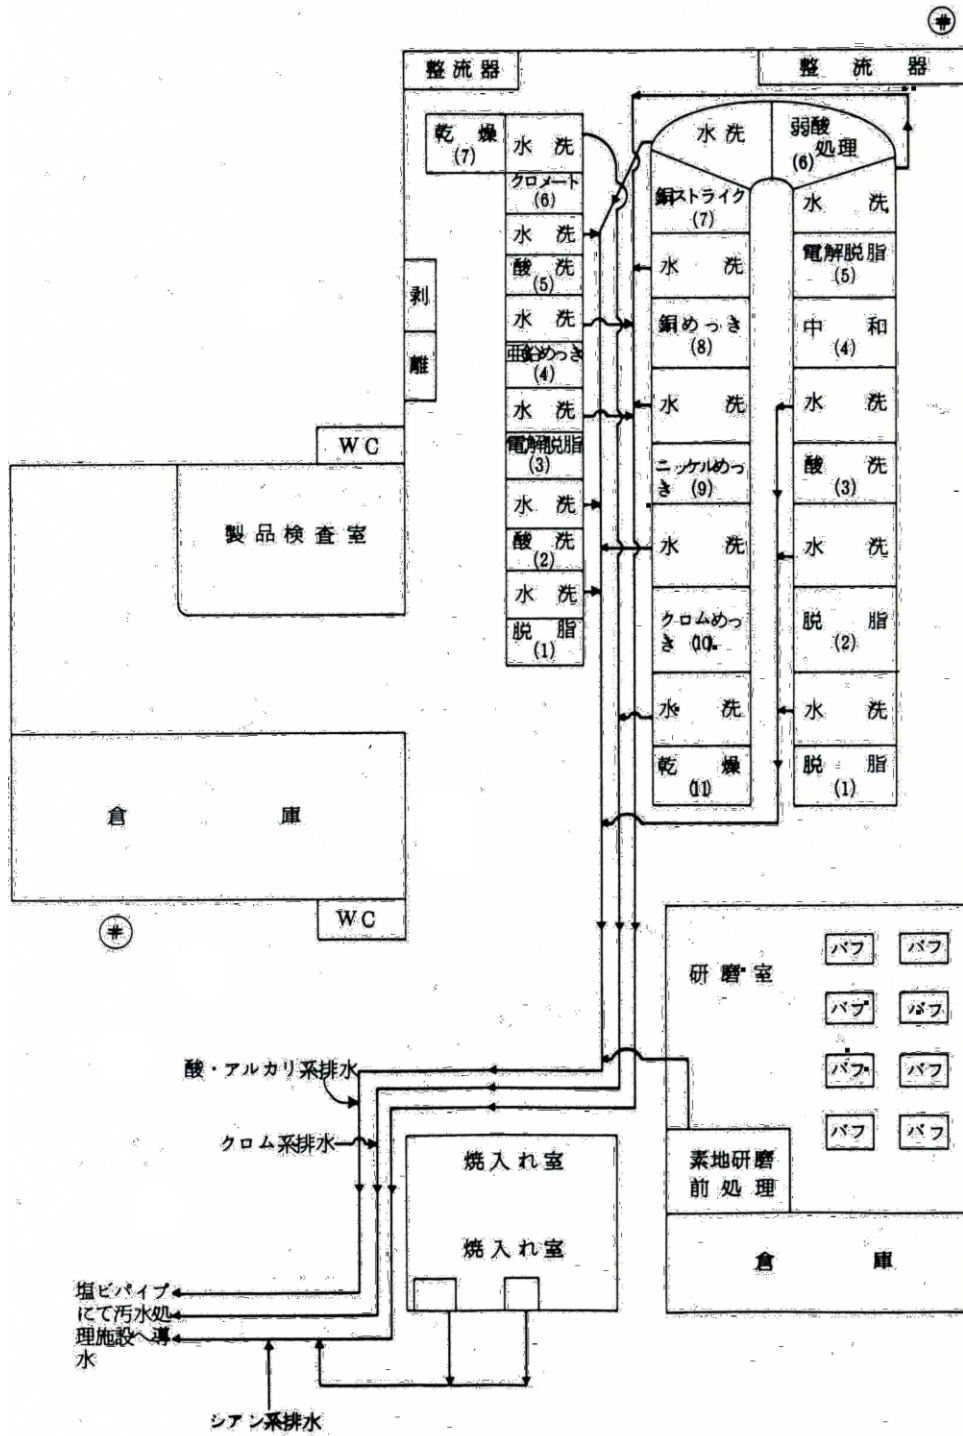 整流器
整流器
乾燥
(7)
水洗
クロメート
(6)
水洗
酸洗
(5)
水洗
亜鉛めっき
(4)
水洗
電解脱脂
(3)
水洗
酸洗
(2)
水洗
脱脂
(1)
水洗
弱酸
処理
(6)
銅ストライク
(7)
水洗
銅めっき
(8)
水洗
ニッケルめっ
き (9)
水洗
クロムめっ
き (10)
水洗
乾燥
(11)
水洗
電解脱脂
(5)
中和
(4)
水洗
酸洗
(3)
水洗
脱脂
(2)
水洗
脱脂
(1)
剥
離
WC
製品検査室
倉庫
WC
井
井
研磨室
バフ
バフ
バフ
バフ
バフ
バフ
バフ
バフ
素地研磨
前処理
倉庫
酸・アルカリ系排水
クロム系排水
焼入れ室
焼入れ室
塩ビパイプ
にて汚水処
理施設へ導
水
シアン系排水